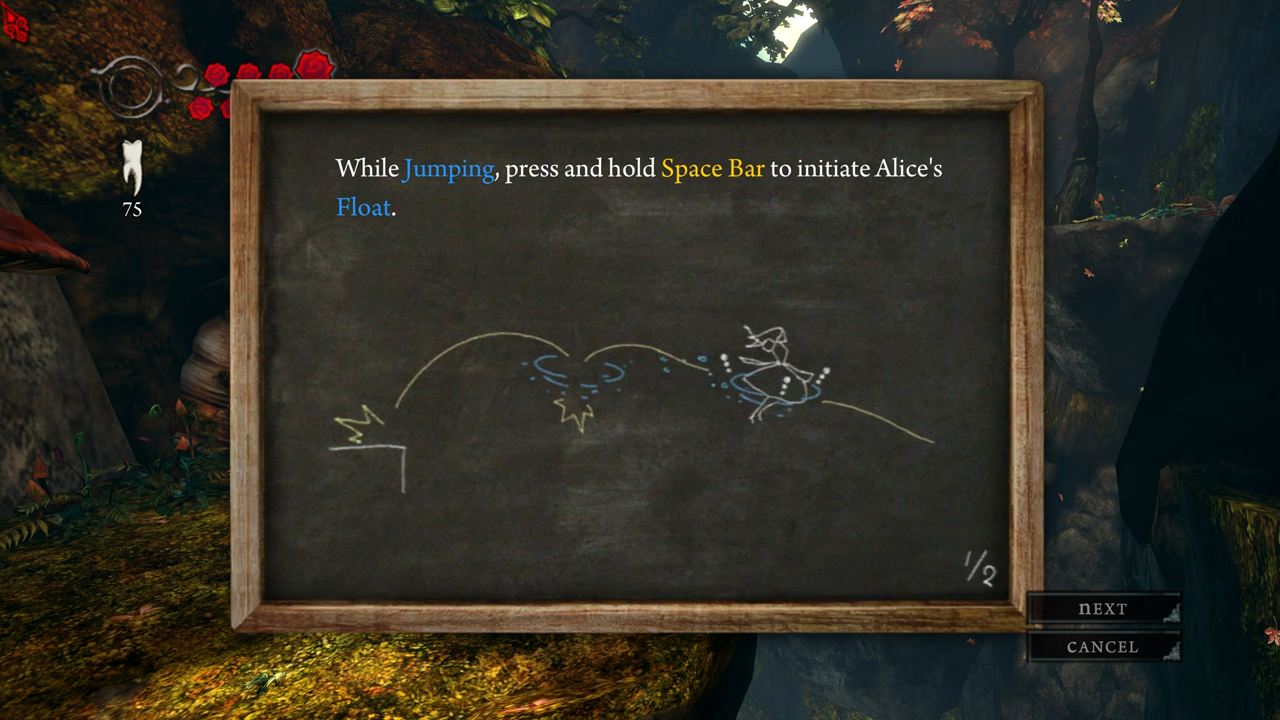 While Jumping, press and hold Space Bar to initiate Alice's
Float.
75
1/2
NEXT
CANCEL